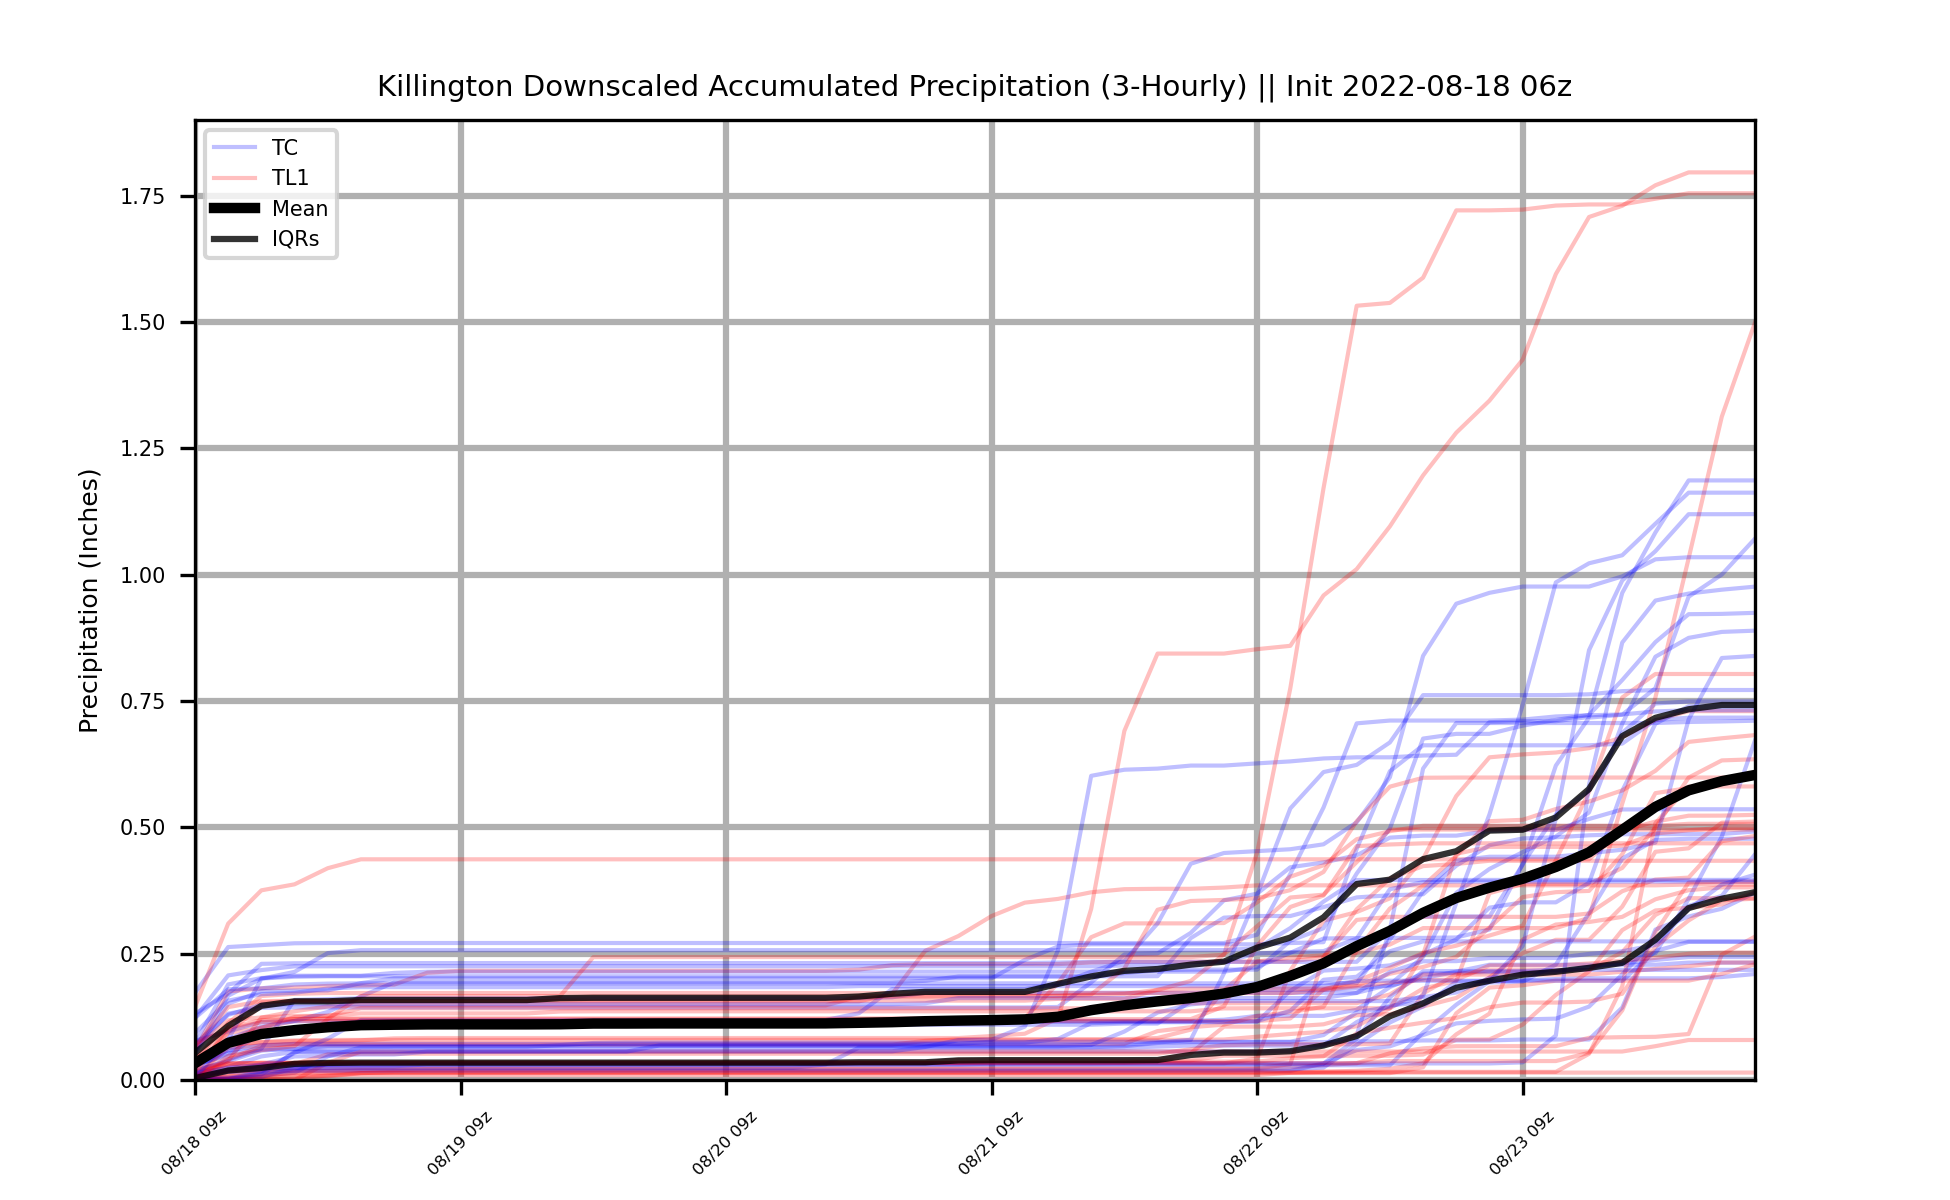 Killington Downscaled Accumulated Precipitation (3-Hourly) || Init 2022-08-18 06z
TC
TL1
Mean
IQRs
Precipitation (Inches)
1.75
1.50
1.25
1.00
0.75
0.50
0.25
0.00
08/18 09z
08/19 09z
08/20 09z
08/21 09z
08/22 09z
08/23 09z